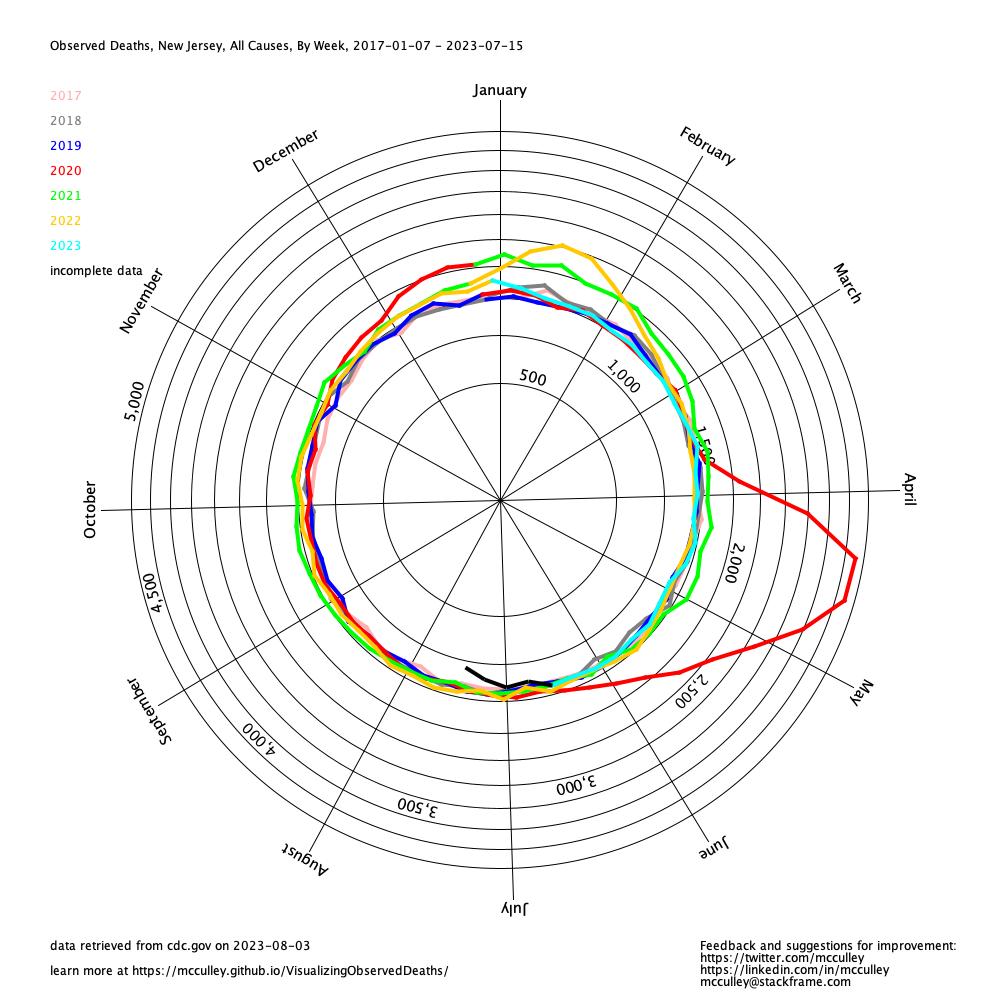 Observed Deaths, New Jersey, All Causes, By Week, 2017-01-07 - 2023-07-15
January
2017
2018
2019
2020
2021
2022
2023
incomplete data
December
February
November
March
500
1,000
5,000
1,500
October
April
2,000
4,500
2,500
May
September
4,000
3,000
3,500
August
June
July
data retrieved from cdc.gov on 2023-08-03
learn more at https://mcculley.github.io/VisualizingObservedDeaths/
Feedback and suggestions for improvement:
https://twitter.com/mcculley
https://linkedin.com/in/mcculley
mcculley@stackframe.com